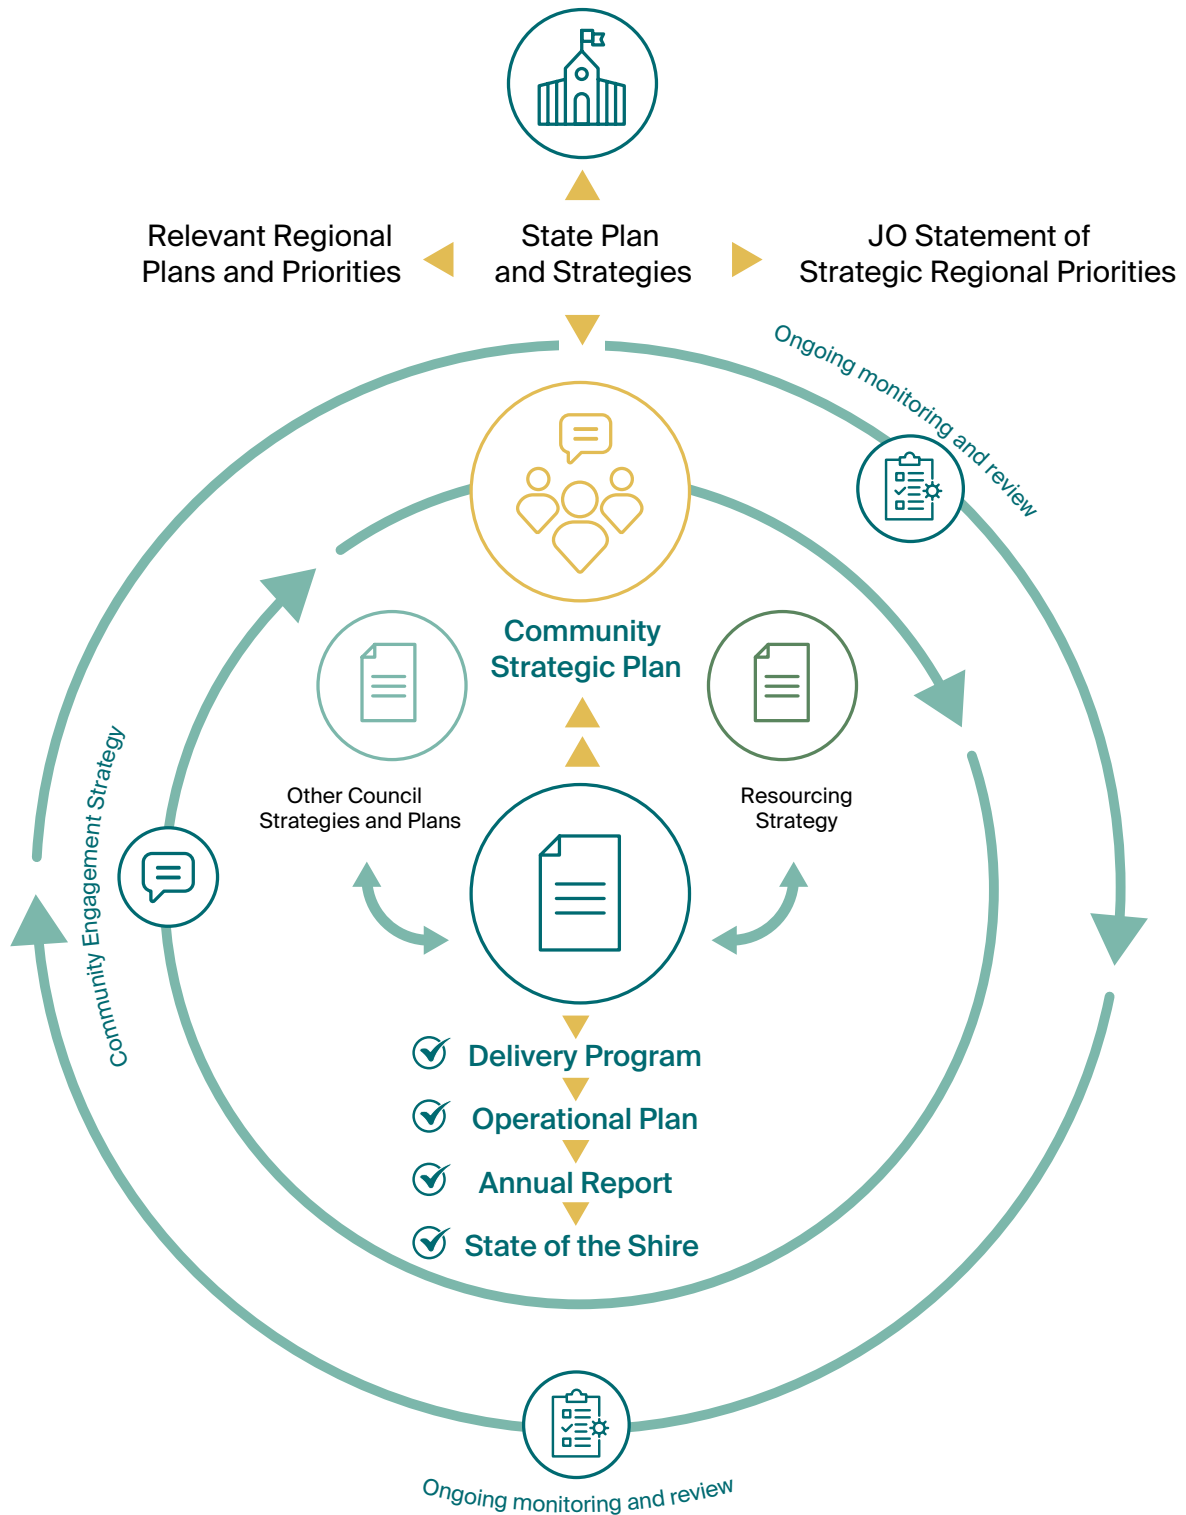 Relevant Regional
Plans and Priorities
State Plan
and Strategies
JO Statement of
Strategic Regional Priorities
Ongoing monitoring and review
Community
Strategic Plan
Community Engagement Strategy
Other Council
Strategies and Plans
Resourcing
Strategy
Delivery Program
Operational Plan
Annual Report
State of the Shire
Ongoing monitoring and review